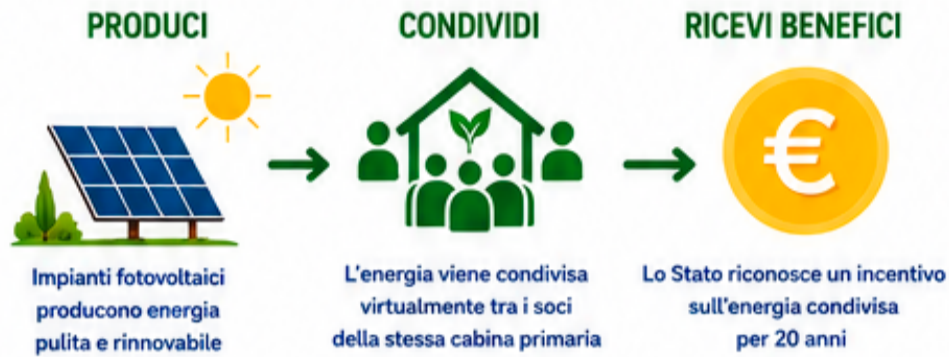 PRODUCI
Impianti fotovoltaici
producono energia
pulita e rinnovabile
CONDIVIDI
L'energia viene condivisa
virtualmente tra i soci
della stessa cabina primaria
RICEVI BENEFICI
€
Lo Stato riconosce un incentivo
sull'energia condivisa
per 20 anni